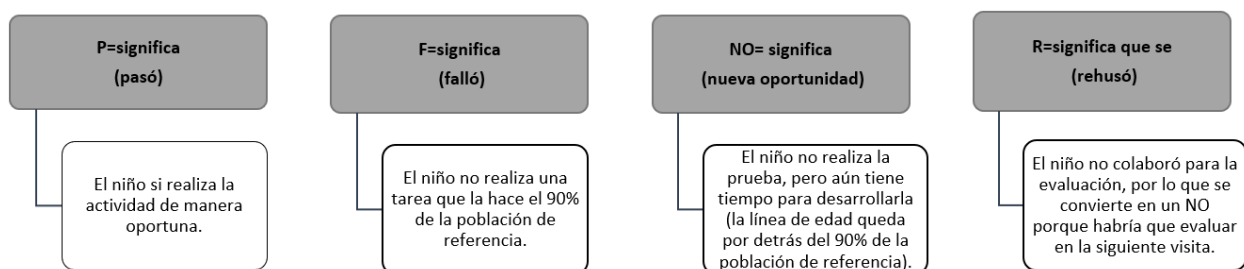 P=significa
(pasó)
El niño si realiza la
actividad de manera
oportuna.
F=significa
(falló)
El niño no realiza una
tarea que la hace el 90%
de la población de
referencia.
NO= significa
(nueva oportunidad)
El niño no realiza la
prueba, pero aún tiene
tiempo para desarrollarla
(la línea de edad queda
por detrás del 90% de la
población de referencia).
R=significa que se
(rehusó)
El niño no colaboró para la
evaluación, por lo que se
convierte en un NO
porque habría que evaluar
en la siguiente visita.